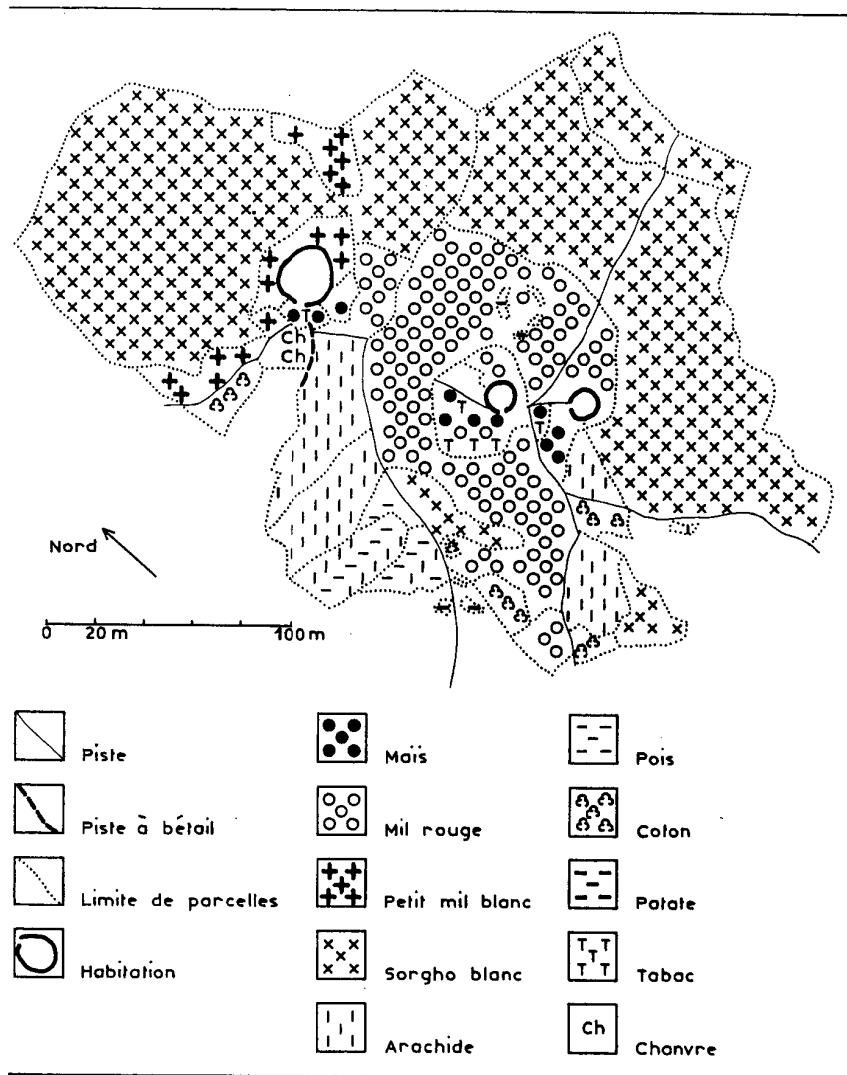 T
Ch
Ch
T
T
T T T
Nord
0 20 m 100 m
Piste
Piste à bétail
Limite de parcelles
Habitation
Maïs
Mil rouge
Petit mil blanc
Sorgho blanc
Arachide
Pois
Coton
Patate
T T
T
T T
Tabac
Ch
Chanvre